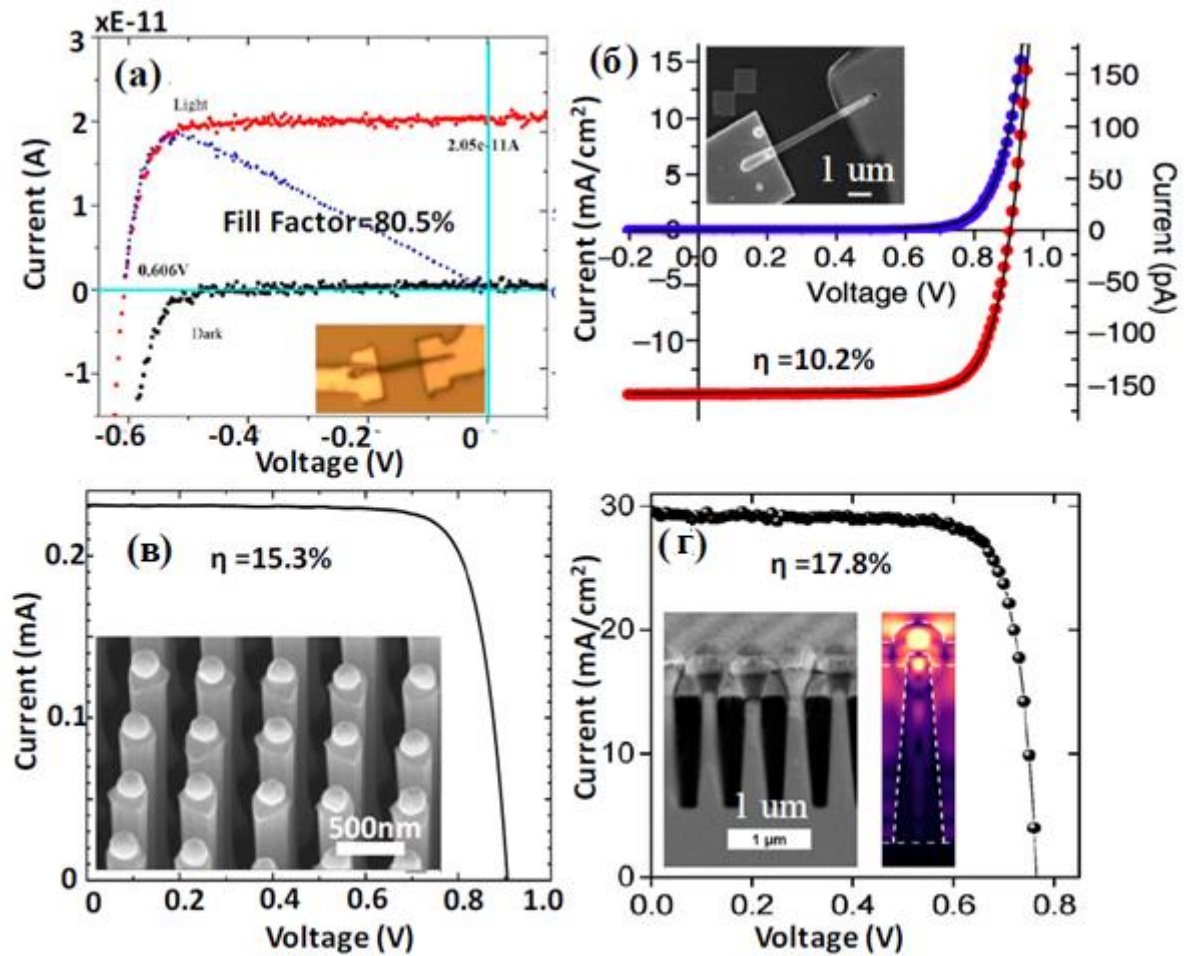 xE-11
(а)
3
2
1
0
-1
Current (A)
Light
2.05e-11A
Fill Factor=80.5%
0.606V
Dark
-0.6
-0.4
-0.2
0
Voltage (V)
(б)
15
10
5
0
−5
−10
Current (mA/cm²)
1 um
150
100
50
0
−50
−100
−150
Current (pA)
−0.2
0.0
0.2
0.4
0.6
0.8
1.0
Voltage (V)
η =10.2%
(в)
η =15.3%
0.2
0.1
0
Current (mA)
500nm
0
0.2
0.4
0.6
0.8
1.0
Voltage (V)
(г)
η =17.8%
30
20
10
0
Current (mA/cm²)
1 um
1 µm
0.0
0.2
0.4
0.6
0.8
Voltage (V)